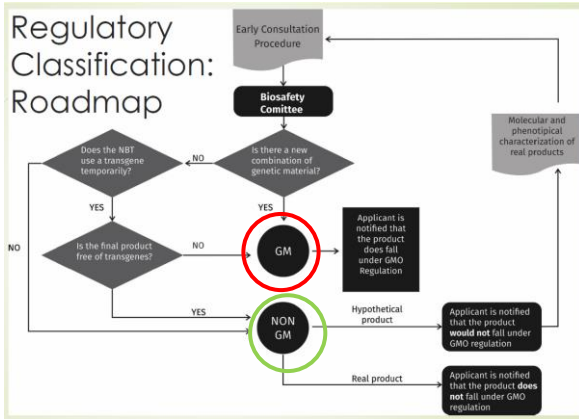 Regulatory
Classification:
Roadmap
Early Consultation
Procedure
Biosafety
Comittee
Does the NBT
use a transgene
temporarily?
NO
Is there a new
combination of
genetic material?
Molecular and
phenotipical
characterization of
real products
YES
YES
NO
Is the final product
free of transgenes?
NO
GM
Applicant is
notified that
the product
does fall
under GMO
Regulation
YES
NON
GM
Hypothetical
product
Applicant is notified
that the product
would not fall under
GMO regulation
Real product
Applicant is notified
that the product does
not fall under GMO
regulation